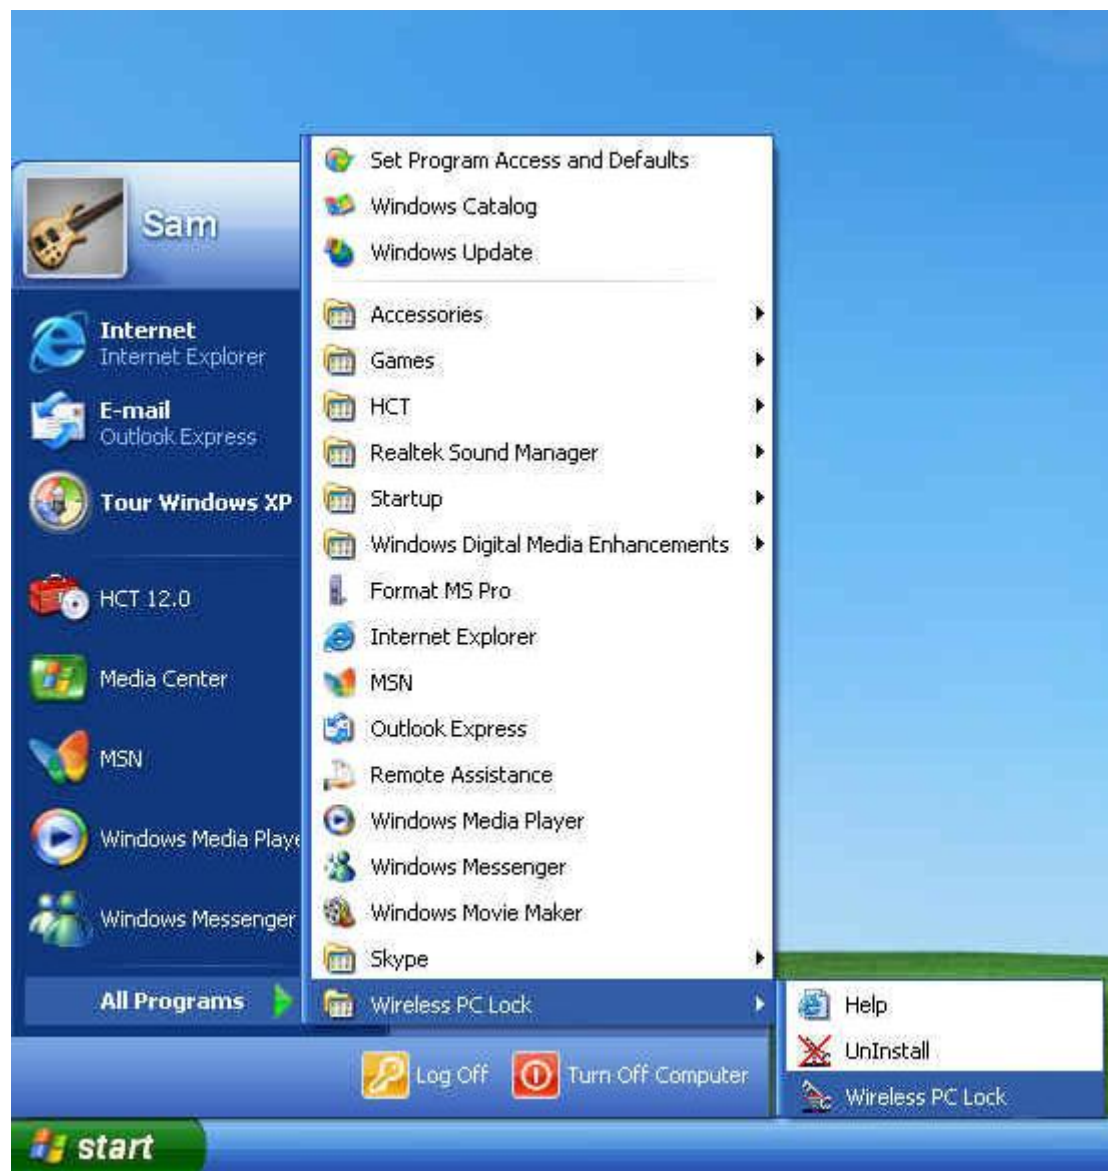 Sam
Internet
Internet Explorer
E-mail
Outlook Express
Tour Windows XP
HCT 12.0
Media Center
MSN
Windows Media Playe
Windows Messenger
All Programs
Set Program Access and Defaults
Windows Catalog
Windows Update
Accessories
Games
HCT
Realtek Sound Manager
Startup
Windows Digital Media Enhancements
Format MS Pro
Internet Explorer
MSN
Outlook Express
Remote Assistance
Windows Media Player
Windows Messenger
Windows Movie Maker
Skype
Wireless PC Lock
Help
UnInstall
Wireless PC Lock
Log Off
Turn Off Computer
start